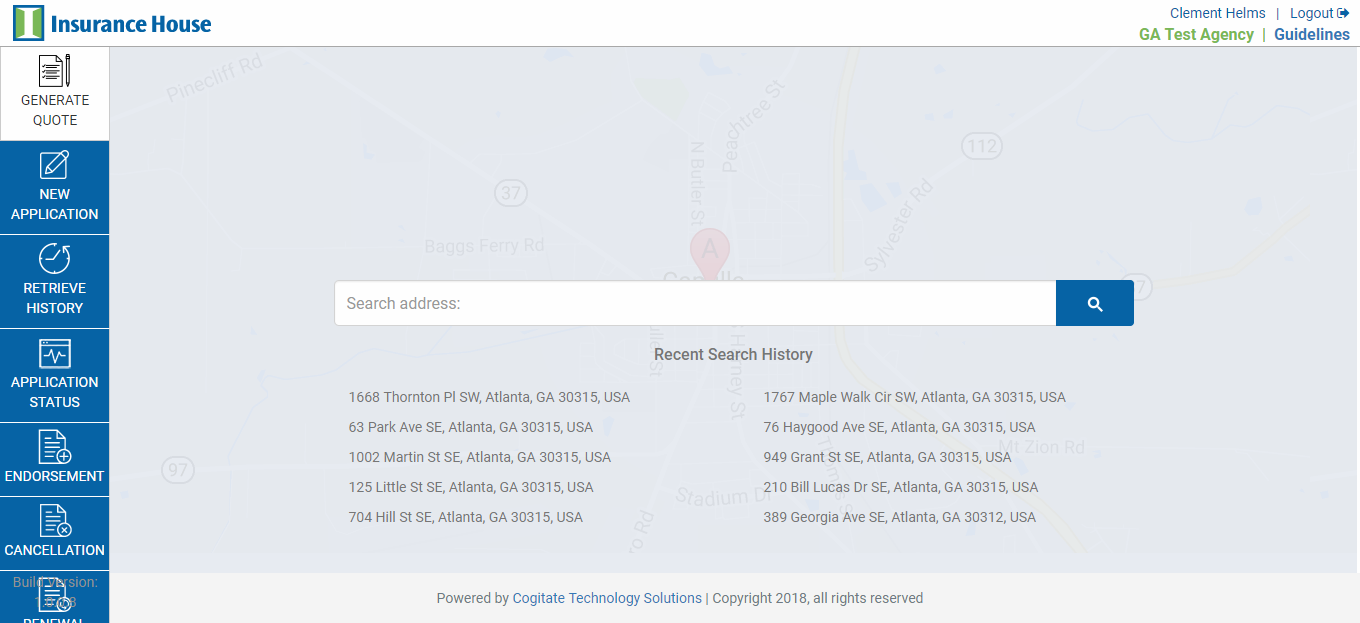 Insurance House
Clement Helms | Logout
GA Test Agency | Guidelines
GENERATE
QUOTE
NEW
APPLICATION
RETRIEVE
HISTORY
APPLICATION
STATUS
ENDORSEMENT
CANCELLATION
Build Version:
RENEWAL
Pinecliff Rd
Peachtree St
N Butler St
112
37
Sylvester Rd
Baggs Ferry Rd
A
Search address:
Recent Search History
1668 Thornton Pl SW, Atlanta, GA 30315, USA
1767 Maple Walk Cir SW, Atlanta, GA 30315, USA
63 Park Ave SE, Atlanta, GA 30315, USA
76 Haygood Ave SE, Atlanta, GA 30315, USA
1002 Martin St SE, Atlanta, GA 30315, USA
949 Grant St SE, Atlanta, GA 30315, USA
125 Little St SE, Atlanta, GA 30315, USA
210 Bill Lucas Dr SE, Atlanta, GA 30315, USA
704 Hill St SE, Atlanta, GA 30315, USA
389 Georgia Ave SE, Atlanta, GA 30312, USA
Mt Zion Rd
97
Stadium Dr
Powered by Cogitate Technology Solutions | Copyright 2018, all rights reserved